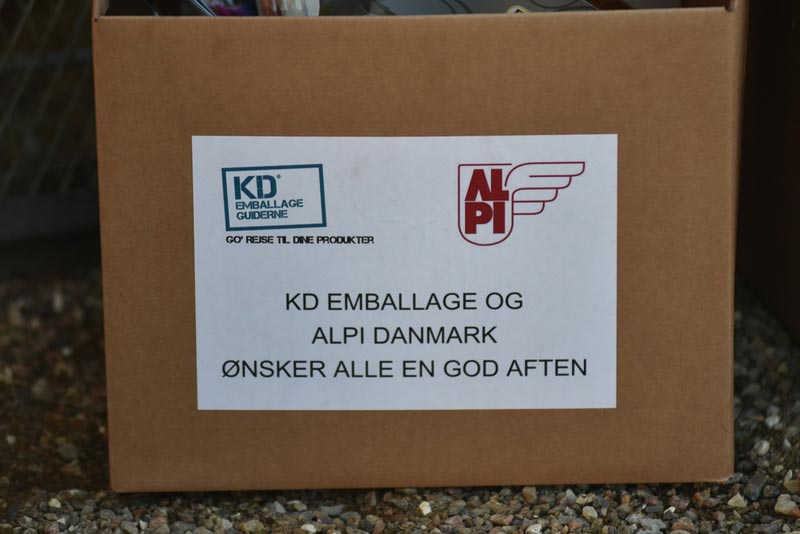 KD®
EMBALLAGE
GUIDERNE
GO' REJSE TIL DINE PRODUKTER
ALPI
KD EMBALLAGE OG
ALPI DANMARK
ØNSKER ALLE EN GOD AFTEN